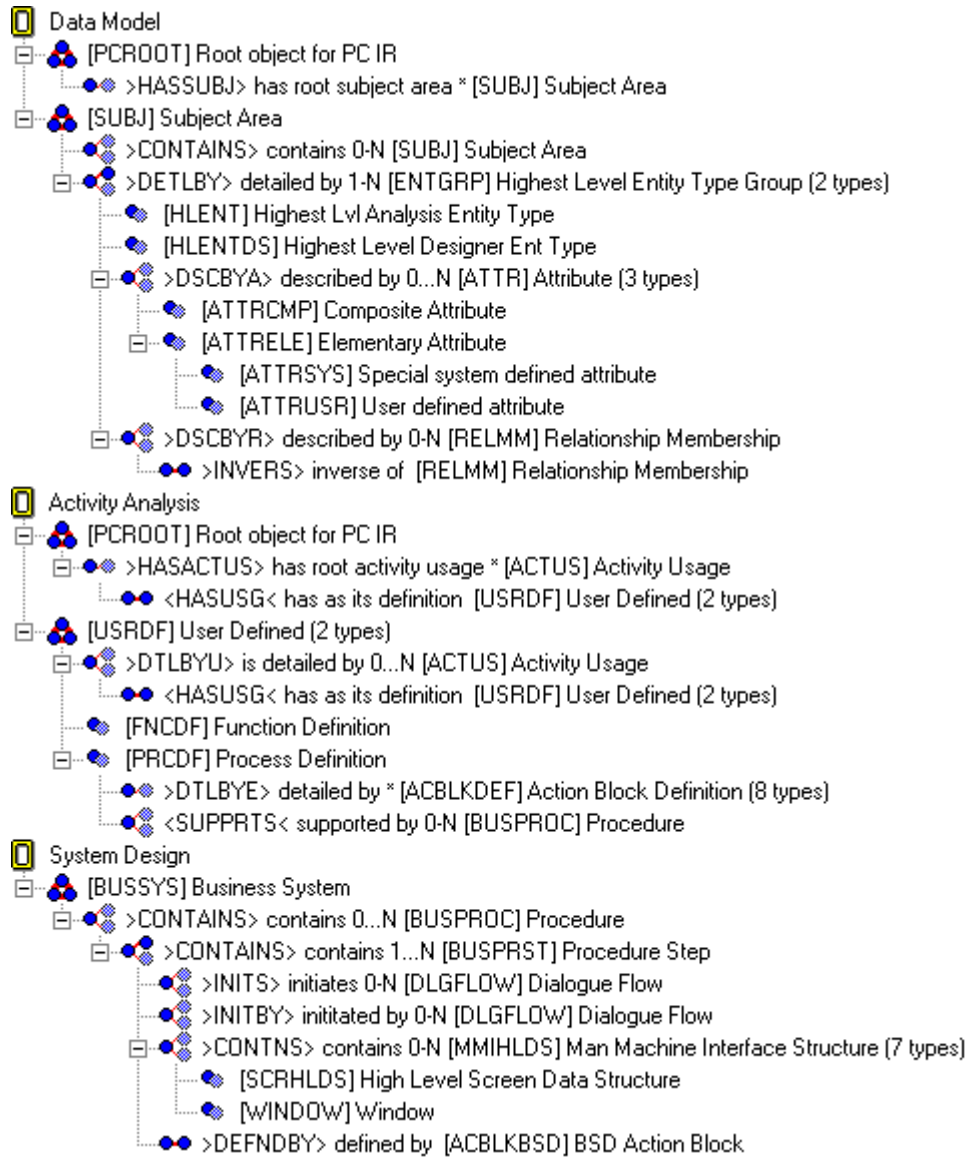 Data Model
[PCROOT] Root object for PC IR
>HASSUBJ> has root subject area * [SUBJ] Subject Area
[SUBJ] Subject Area
>CONTAINS> contains 0-N [SUBJ] Subject Area
>DETLBY> detailed by 1-N [ENTGRP] Highest Level Entity Type Group (2 types)
[HLENT] Highest Lvl Analysis Entity Type
[HLENTDS] Highest Level Designer Ent Type
>DSCBYA> described by 0...N [ATTR] Attribute (3 types)
[ATTRCMP] Composite Attribute
[ATTRELE] Elementary Attribute
[ATTRSYS] Special system defined attribute
[ATTRUSR] User defined attribute
>DSCBYR> described by 0-N [RELMM] Relationship Membership
>INVERS> inverse of [RELMM] Relationship Membership
Activity Analysis
[PCROOT] Root object for PC IR
>HASACTUS> has root activity usage * [ACTUS] Activity Usage
<HASUSG< has as its definition [USRDF] User Defined (2 types)
[USRDF] User Defined (2 types)
>DTLBYU> is detailed by 0...N [ACTUS] Activity Usage
<HASUSG< has as its definition [USRDF] User Defined (2 types)
[FNCDF] Function Definition
[PRCDF] Process Definition
>DTLBYE> detailed by * [ACBLKDEF] Action Block Definition (8 types)
<SUPPRTS< supported by 0-N [BUSPROC] Procedure
System Design
[BUSSYS] Business System
>CONTAINS> contains 0...N [BUSPROC] Procedure
>CONTAINS> contains 1...N [BUSPRST] Procedure Step
>INITS> initiates 0-N [DLGFLOW] Dialogue Flow
>INITBY> inititated by 0-N [DLGFLOW] Dialogue Flow
>CONTNS> contains 0-N [MMIHLDS] Man Machine Interface Structure (7 types)
[SCRHLDS] High Level Screen Data Structure
[WINDOW] Window
>DEFNDBY> defined by [ACBLKBSD] BSD Action Block